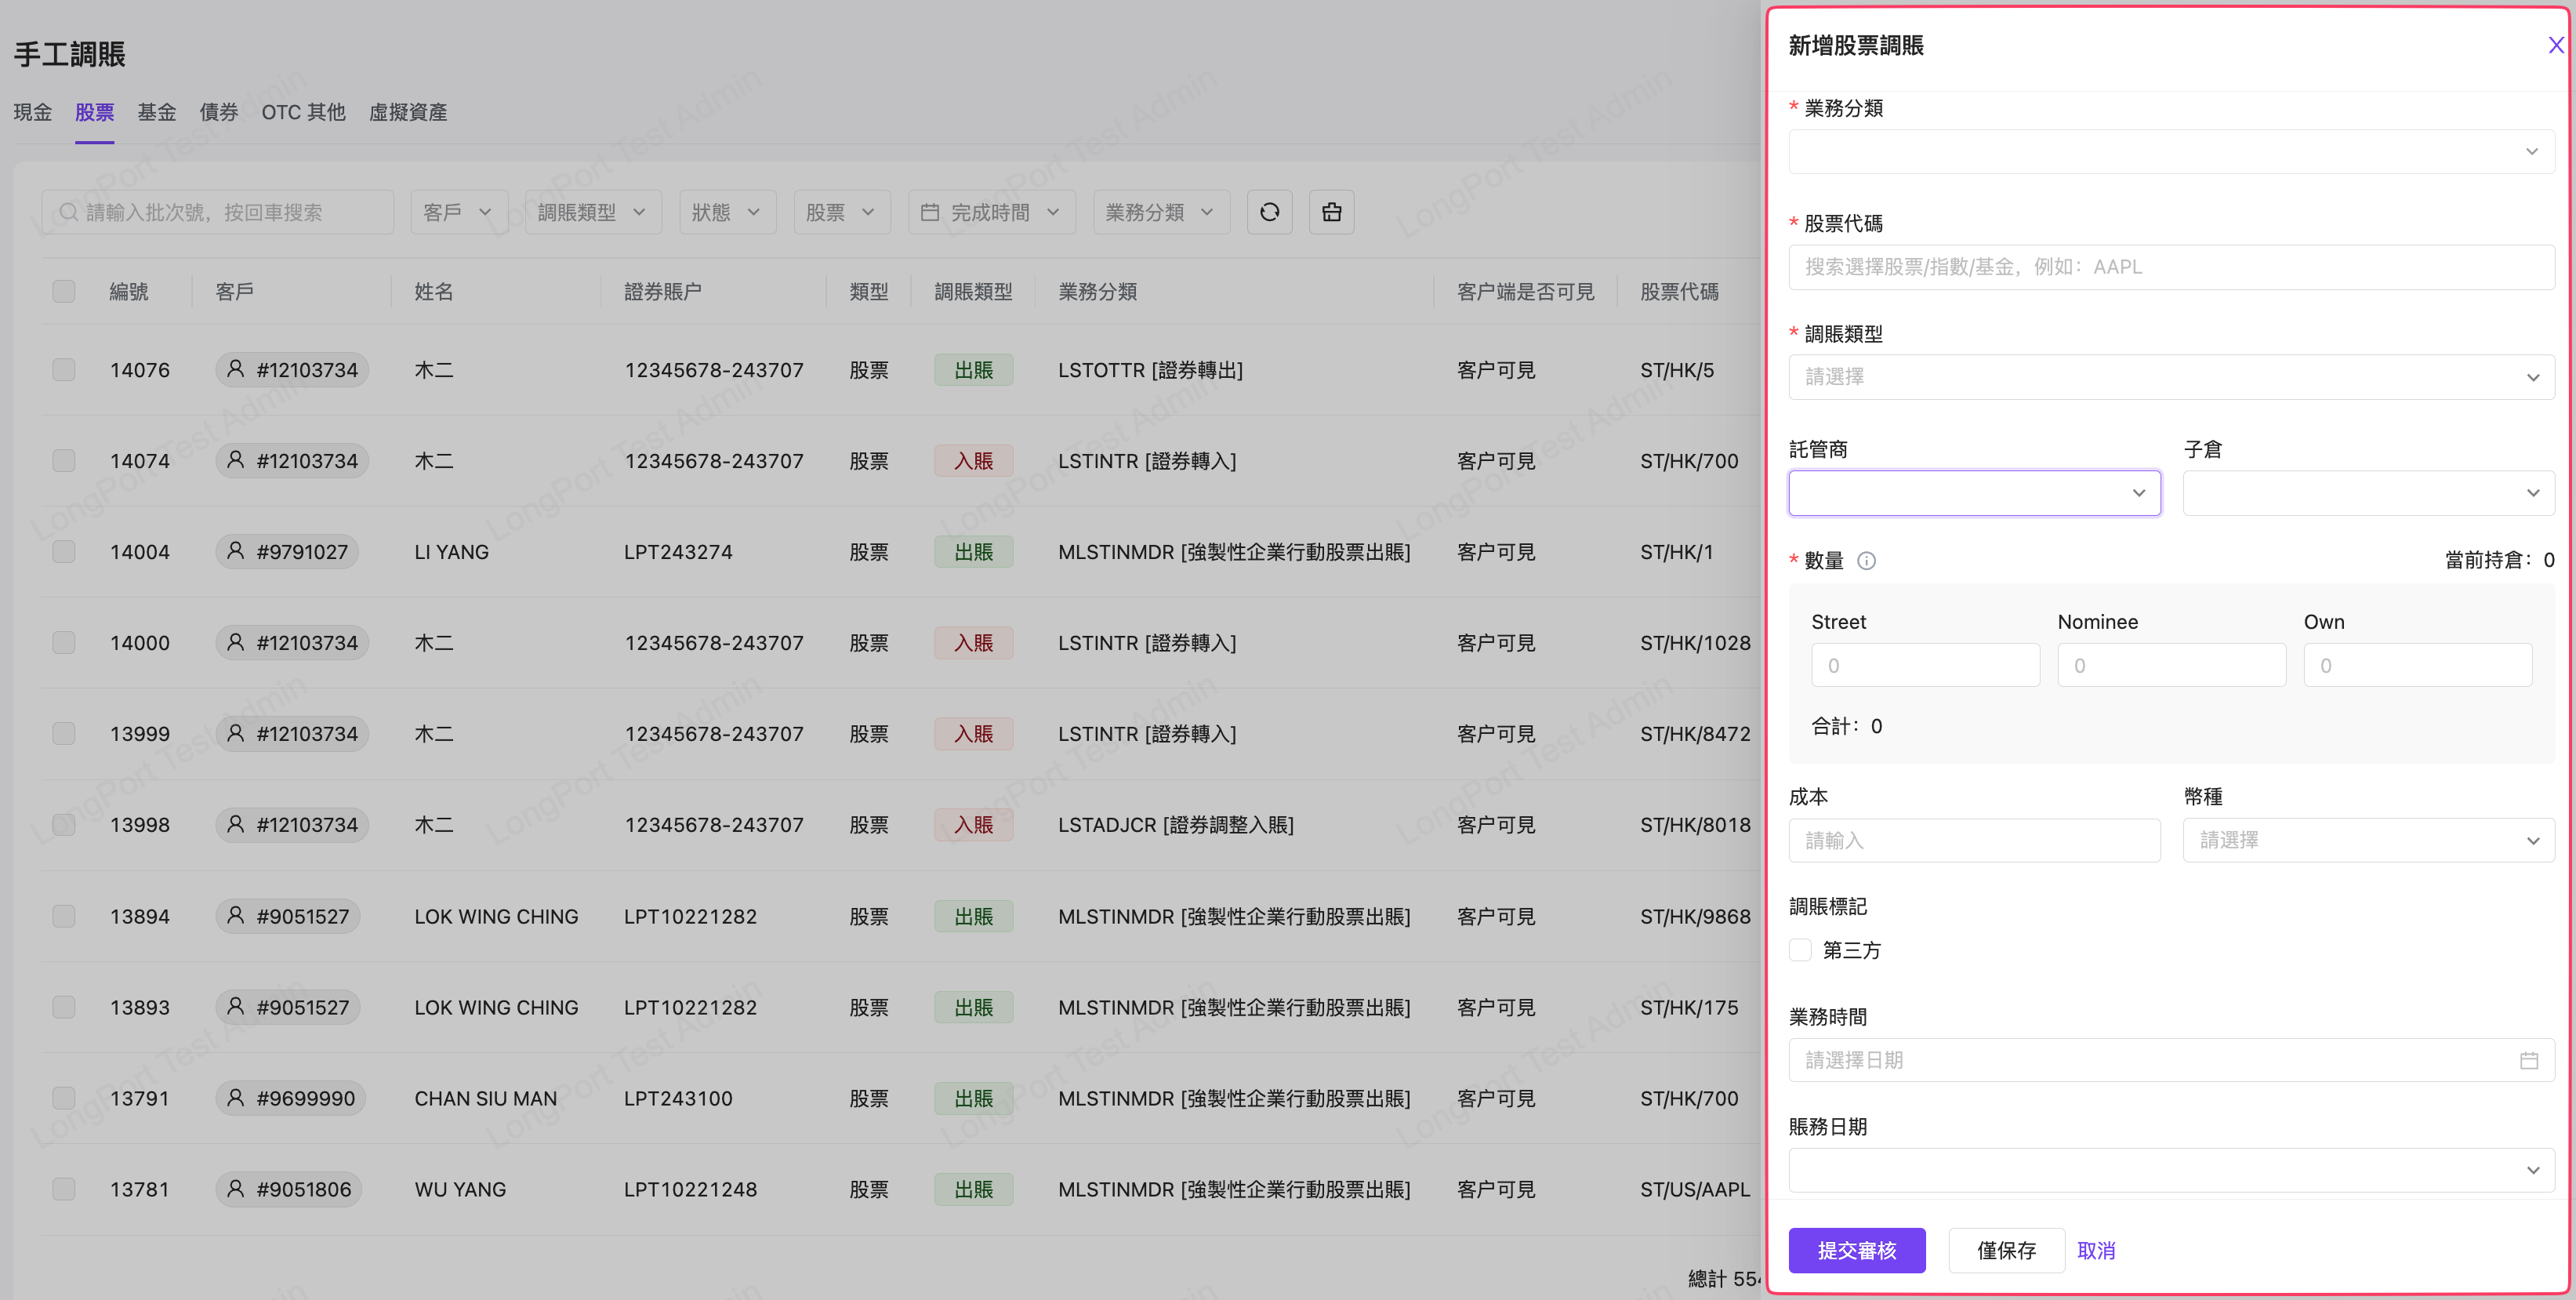 手工調賬
現金 股票 基金 債券 OTC 其他 虛擬資產
請輸入批次號，按回車搜索 客戶 調賬類型 狀態 股票 完成時間 業務分類
編號 客戶 姓名 證券賬户 類型 調賬類型 業務分類 客户端是否可見 股票代碼
14076 #12103734 木二 12345678-243707 股票 出賬 LSTOTTR [證券轉出] 客户可見 ST/HK/5
14074 #12103734 木二 12345678-243707 股票 入賬 LSTINTR [證券轉入] 客户可見 ST/HK/700
14004 #9791027 LI YANG LPT243274 股票 出賬 MLSTINMDR [強製性企業行動股票出賬] 客户可見 ST/HK/1
14000 #12103734 木二 12345678-243707 股票 入賬 LSTINTR [證券轉入] 客户可見 ST/HK/1028
13999 #12103734 木二 12345678-243707 股票 入賬 LSTINTR [證券轉入] 客户可見 ST/HK/8472
13998 #12103734 木二 12345678-243707 股票 入賬 LSTADJCR [證券調整入賬] 客户可見 ST/HK/8018
13894 #9051527 LOK WING CHING LPT10221282 股票 出賬 MLSTINMDR [強製性企業行動股票出賬] 客户可見 ST/HK/9868
13893 #9051527 LOK WING CHING LPT10221282 股票 出賬 MLSTINMDR [強製性企業行動股票出賬] 客户可見 ST/HK/175
13791 #9699990 CHAN SIU MAN LPT243100 股票 出賬 MLSTINMDR [強製性企業行動股票出賬] 客户可見 ST/HK/700
13781 #9051806 WU YANG LPT10221248 股票 出賬 MLSTINMDR [強製性企業行動股票出賬] 客户可見 ST/US/AAPL
總計 554
LongPort Test Admin
新增股票調賬
* 業務分類
* 股票代碼
搜索選擇股票/指數/基金，例如：AAPL
* 調賬類型
請選擇
託管商 子倉
* 數量 當前持倉：0
Street Nominee Own
0 0 0
合計：0
成本 幣種
請輸入 請選擇
調賬標記
第三方
業務時間
請選擇日期
賬務日期
提交審核 僅保存 取消